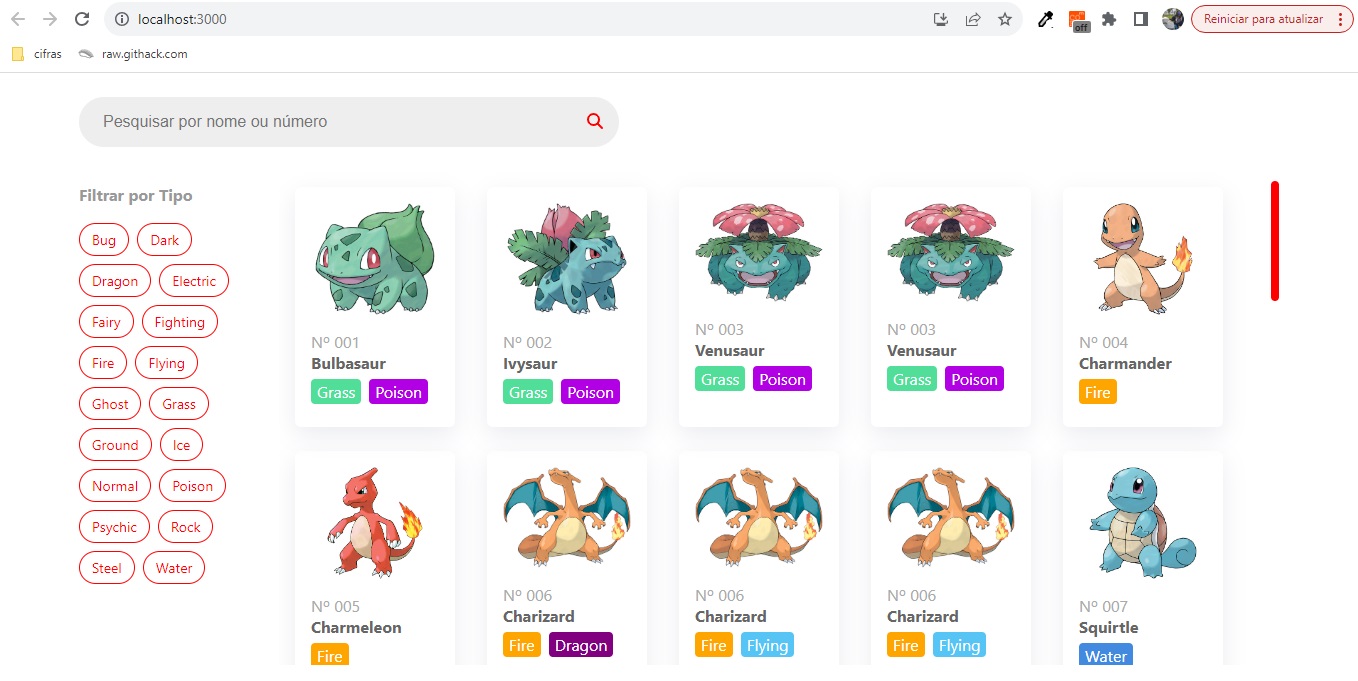 localhost:3000
off
Reiniciar para atualizar
cifras
raw.githack.com
Pesquisar por nome ou número
Filtrar por Tipo
Bug Dark
Dragon Electric
Fairy Fighting
Fire Flying
Ghost Grass
Ground Ice
Normal Poison
Psychic Rock
Steel Water
Nº 001
Bulbasaur
Grass Poison
Nº 002
Ivysaur
Grass Poison
Nº 003
Venusaur
Grass Poison
Nº 003
Venusaur
Grass Poison
Nº 004
Charmander
Fire
Nº 005
Charmeleon
Fire
Nº 006
Charizard
Fire Dragon
Nº 006
Charizard
Fire Flying
Nº 006
Charizard
Fire Flying
Nº 007
Squirtle
Water